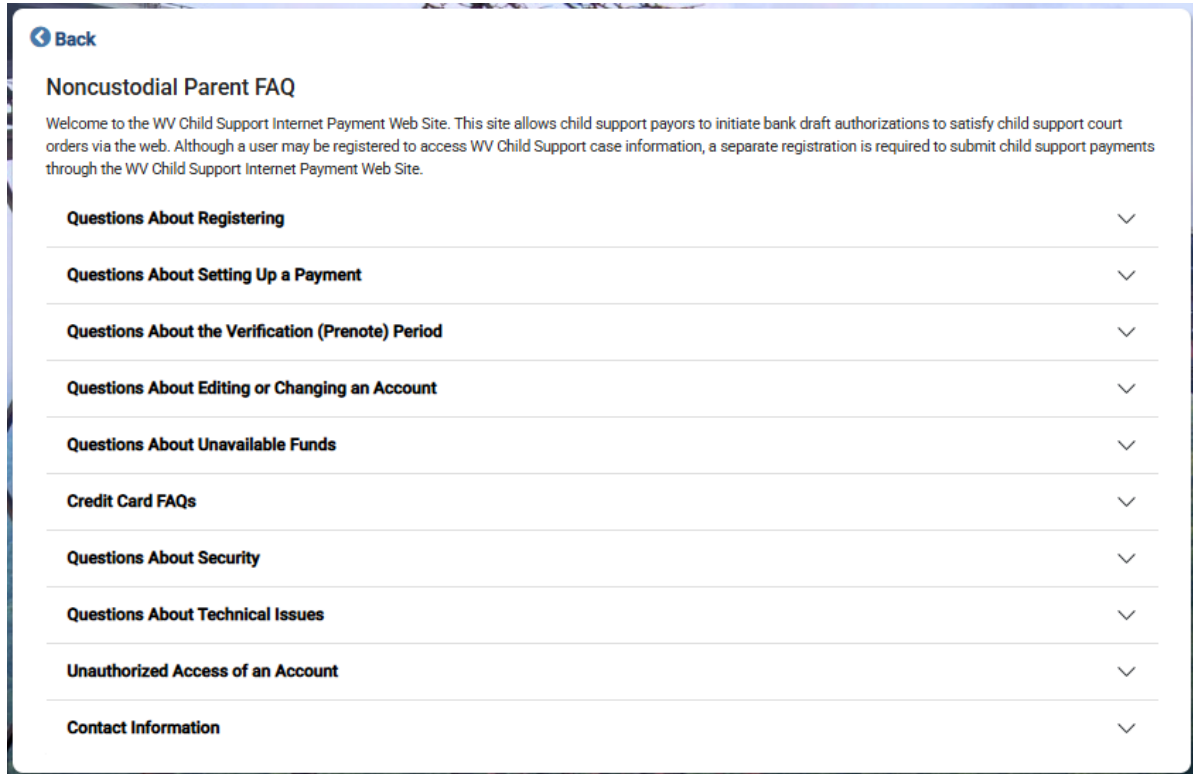 Back
Noncustodial Parent FAQ
Welcome to the WV Child Support Internet Payment Web Site. This site allows child support payors to initiate bank draft authorizations to satisfy child support court
orders via the web. Although a user may be registered to access WV Child Support case information, a separate registration is required to submit child support payments
through the WV Child Support Internet Payment Web Site.
Questions About Registering
Questions About Setting Up a Payment
Questions About the Verification (Prenote) Period
Questions About Editing or Changing an Account
Questions About Unavailable Funds
Credit Card FAQs
Questions About Security
Questions About Technical Issues
Unauthorized Access of an Account
Contact Information